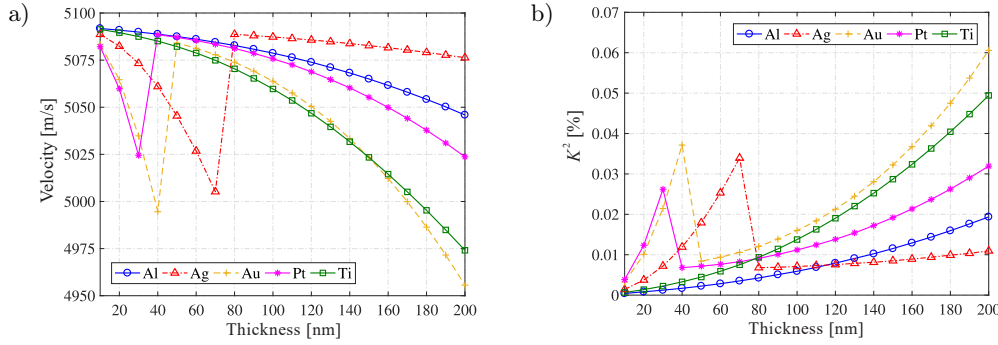 a)
5100
5075
5050
5025
5000
4975
4950
Velocity [m/s]
Al Ag Au Pt Ti
20 40 60 80 100 120 140 160 180 200
Thickness [nm]
b)
0.07
0.06
0.05
0.04
0.03
0.02
0.01
0
K² [%]
Al Ag Au Pt Ti
20 40 60 80 100 120 140 160 180 200
Thickness [nm]